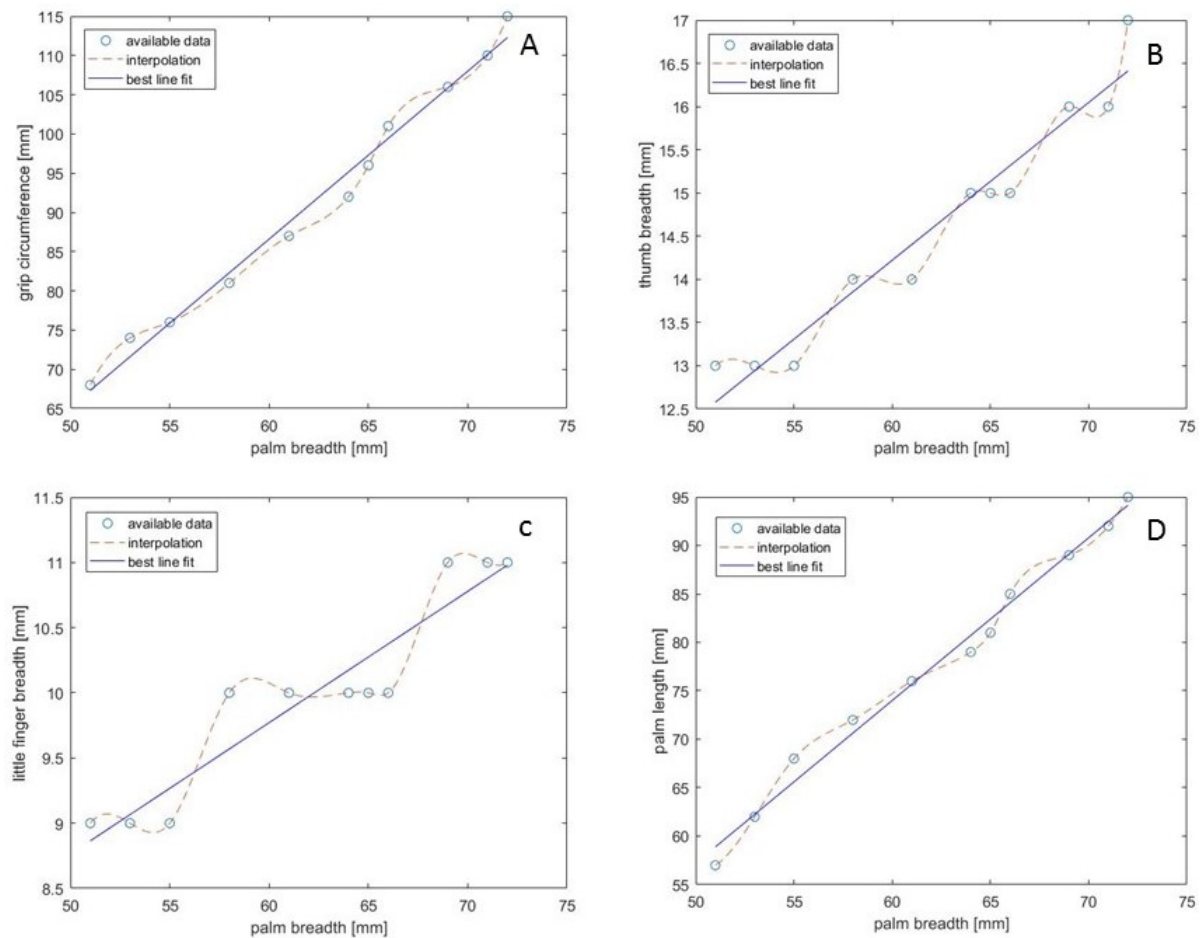 A
available data
interpolation
best line fit
115
110
105
100
95
90
85
80
75
70
65
grip circumference [mm]
50 55 60 65 70 75
palm breadth [mm]
B
available data
interpolation
best line fit
17
16.5
16
15.5
15
14.5
14
13.5
13
12.5
thumb breadth [mm]
50 55 60 65 70 75
palm breadth [mm]
c
available data
interpolation
best line fit
11.5
11
10.5
10
9.5
9
8.5
little finger breadth [mm]
50 55 60 65 70 75
palm breadth [mm]
D
available data
interpolation
best line fit
95
90
85
80
75
70
65
60
55
palm length [mm]
50 55 60 65 70 75
palm breadth [mm]